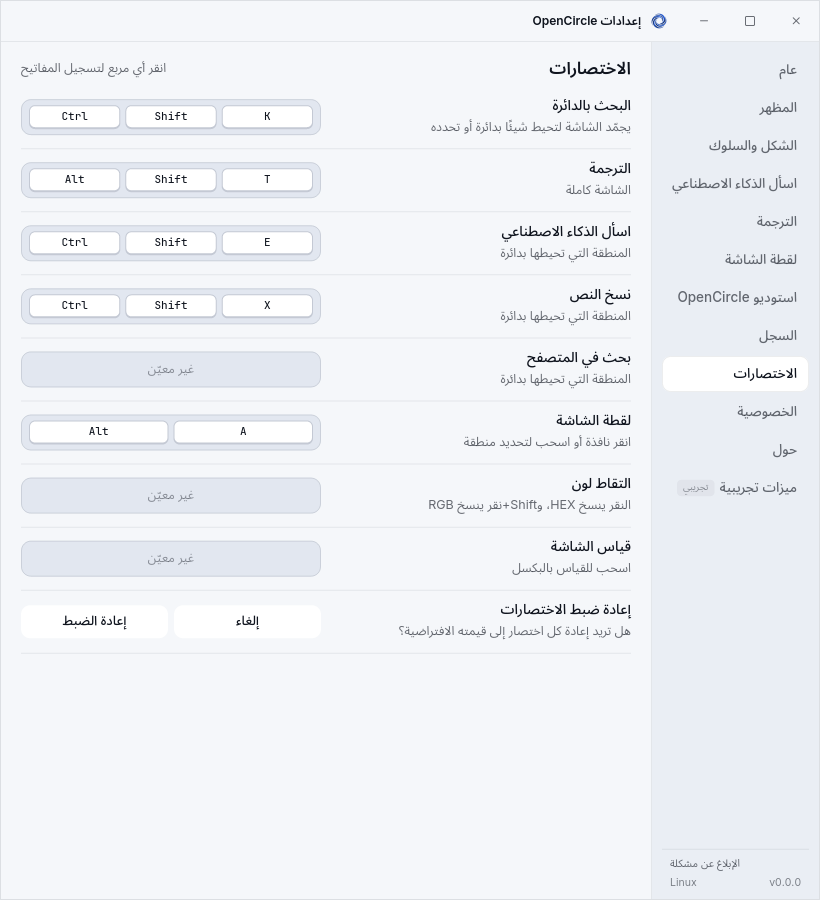 إعدادات OpenCircle
عام
المظهر
الشكل والسلوك
اسأل الذكاء الاصطناعي
الترجمة
لقطة الشاشة
استوديو OpenCircle
السجل
الاختصارات
الخصوصية
حول
ميزات تجريبية تجريبي
الإبلاغ عن مشكلة
v0.0.0 Linux
الاختصارات
انقر أي مربع لتسجيل المفاتيح
البحث بالدائرة
يجمّد الشاشة لتحيط شيئًا بدائرة أو تحدده
Ctrl Shift K
الترجمة
الشاشة كاملة
Alt Shift T
اسأل الذكاء الاصطناعي
المنطقة التي تحيطها بدائرة
Ctrl Shift E
نسخ النص
المنطقة التي تحيطها بدائرة
Ctrl Shift X
بحث في المتصفح
المنطقة التي تحيطها بدائرة
غير معيّن
لقطة الشاشة
انقر نافذة أو اسحب لتحديد منطقة
Alt A
التقاط لون
النقر ينسخ HEX، وShift+نقر ينسخ RGB
غير معيّن
قياس الشاشة
اسحب للقياس بالبكسل
غير معيّن
إعادة ضبط الاختصارات
هل تريد إعادة كل اختصار إلى قيمته الافتراضية؟
إلغاء
إعادة الضبط